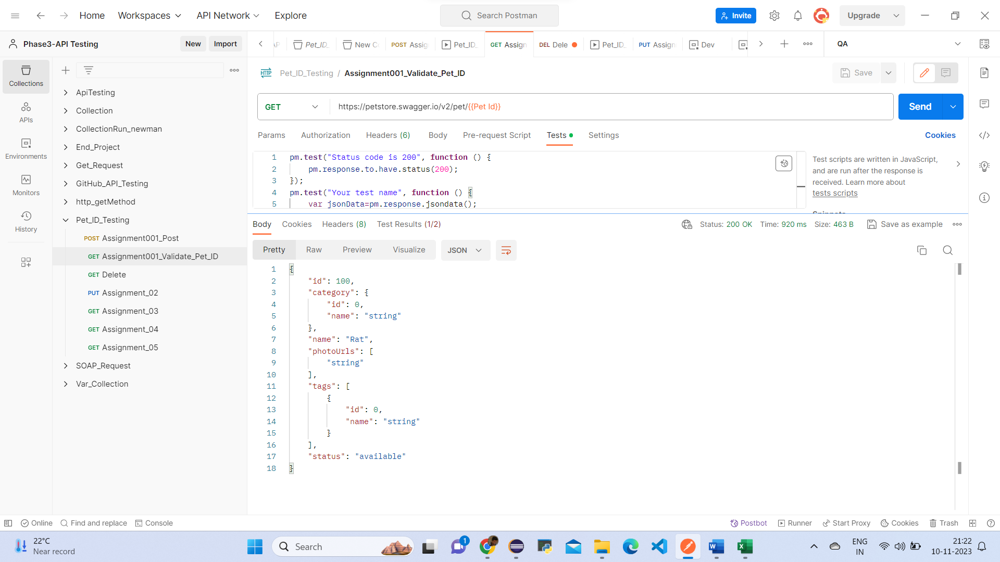 Home Workspaces API Network Explore Search Postman Invite Upgrade
Phase3-API Testing New Import
Pet_ID_ New C POST Assig Pet_ID_ GET Assign DEL Dele Pet_ID_ PUT Assign Dev QA
Collections
APIs
Environments
Monitors
History
ApiTesting
Collection
CollectionRun_newman
End_Project
Get_Request
GitHub_API_Testing
http_getMethod
Pet_ID_Testing
POST Assignment001_Post
GET Assignment001_Validate_Pet_ID
GET Delete
PUT Assignment_02
GET Assignment_03
GET Assignment_04
GET Assignment_05
SOAP_Request
Var_Collection
HTTP Pet_ID_Testing / Assignment001_Validate_Pet_ID Save
GET https://petstore.swagger.io/v2/pet/{{Pet Id}} Send
Params Authorization Headers (6) Body Pre-request Script Tests Settings Cookies
1 pm.test("Status code is 200", function () {
2 pm.response.to.have.status(200);
3 });
4 pm.test("Your test name", function () {
5 var jsonData=pm.response.jsondata();
Test scripts are written in JavaScript,
and are run after the response is
received. Learn more about
tests scripts
Body Cookies Headers (8) Test Results (1/2) Status: 200 OK Time: 920 ms Size: 463 B Save as example
Pretty Raw Preview Visualize JSON
1 {
2 "id": 100,
3 "category": {
4 "id": 0,
5 "name": "string"
6 },
7 "name": "Rat",
8 "photoUrls": [
9 "string"
10 ],
11 "tags": [
12 {
13 "id": 0,
14 "name": "string"
15 }
16 ],
17 "status": "available"
18 }
Online Find and replace Console Postbot Runner Start Proxy Cookies Trash
22°C
Near record
Search
1
ENG
IN
21:22
10-11-2023